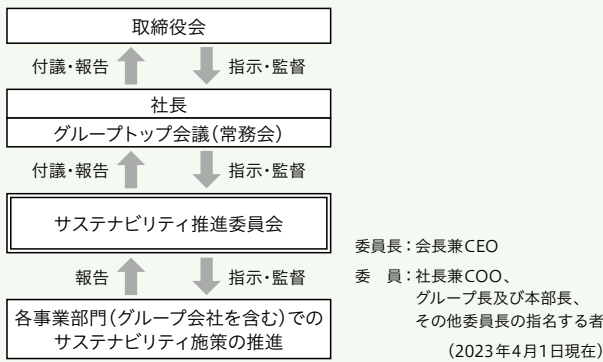 取締役会
付議・報告
指示・監督
社長
グループトップ会議(常務会)
付議・報告
指示・監督
サステナビリティ推進委員会
報告
指示・監督
各事業部門(グループ会社を含む)での
サステナビリティ施策の推進
委員長:会長兼CEO
委 員:社長兼COO、
グループ長及び本部長、
その他委員長の指名する者
(2023年4月1日現在)